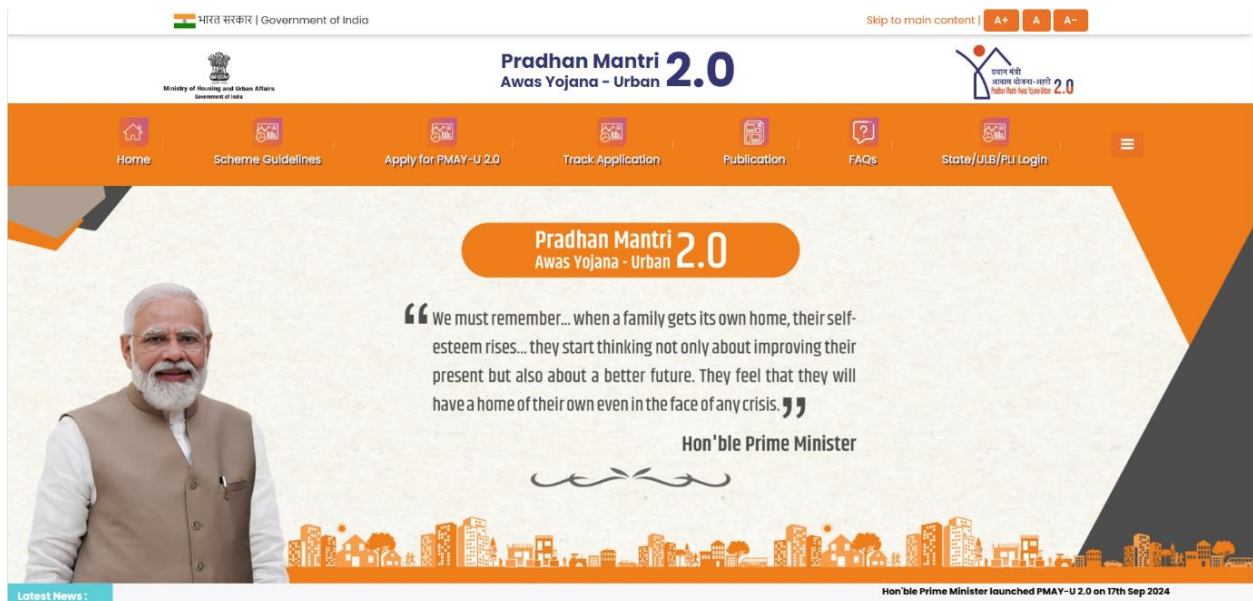 भारत सरकार | Government of India
Skip to main content | A+ A A-
Ministry of Housing and Urban Affairs
Government of India
Pradhan Mantri
Awas Yojana - Urban 2.0
प्रधान मंत्री
आवास योजना-शहरी 2.0
Pradhan Mantri Awas Yojana-Urban
Home
Scheme Guidelines
Apply for PMAY-U 2.0
Track Application
Publication
FAQs
State/ULB/PLI Login
Pradhan Mantri
Awas Yojana - Urban 2.0
“ We must remember... when a family gets its own home, their self-
esteem rises... they start thinking not only about improving their
present but also about a better future. They feel that they will
have a home of their own even in the face of any crisis. ”
Hon'ble Prime Minister
Latest News :
Hon'ble Prime Minister launched PMAY-U 2.0 on 17th Sep 2024